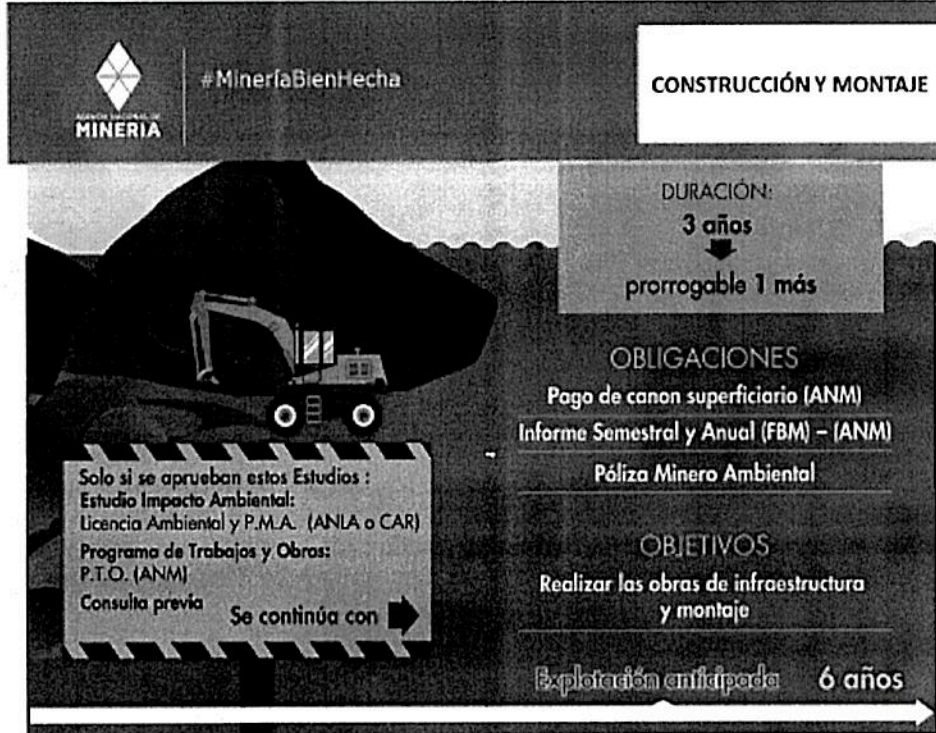 AGENCIA NACIONAL DE
MINERÍA
#MineríaBienHecha
CONSTRUCCIÓN Y MONTAJE
DURACIÓN:
3 años
prorrogable 1 más
OBLIGACIONES
Pago de canon superficiario (ANM)
Informe Semestral y Anual (FBM) – (ANM)
Póliza Minero Ambiental
Solo si se aprueban estos Estudios :
Estudio Impacto Ambiental:
Licencia Ambiental y P.M.A. (ANLA o CAR)
Programa de Trabajos y Obras:
P.T.O. (ANM)
Consulta previa
Se continúa con
OBJETIVOS
Realizar las obras de infraestructura
y montaje
Explotación anticipada 6 años